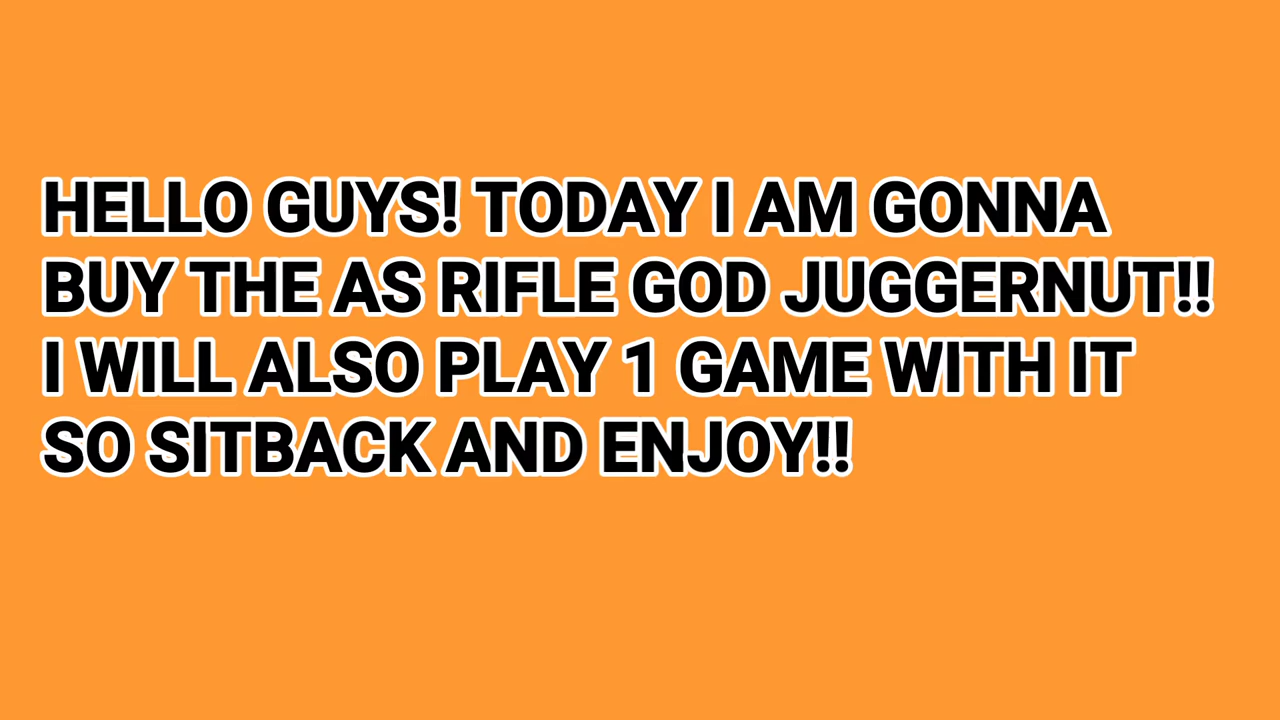 HELLO GUYS! TODAY I AM GONNA
BUY THE AS RIFLE GOD JUGGERNUT!!
I WILL ALSO PLAY 1 GAME WITH IT
SO SITBACK AND ENJOY!!